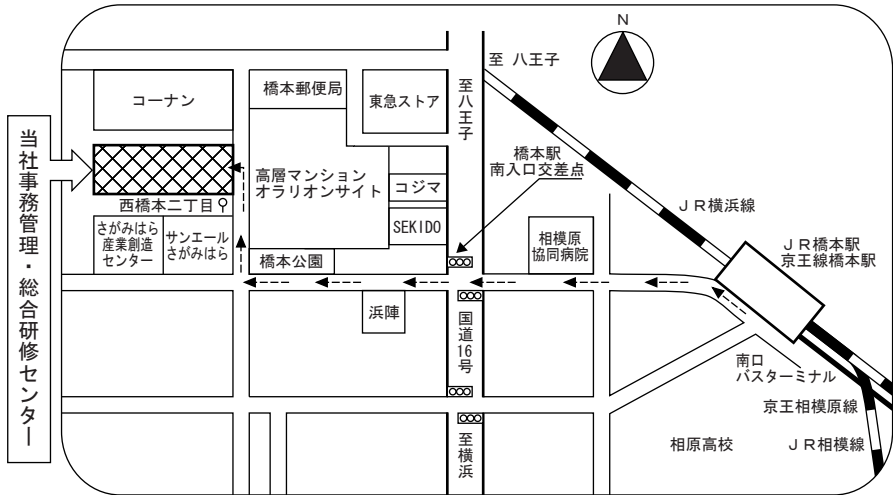 N
至 八王子
橋本郵便局
コーナン
東急ストア
至八王子
橋本駅
南入口交差点
当社事務管理・総合研修センター
高層マンション
オラリオンサイト
コジマ
ＪＲ横浜線
西橋本二丁目
SEKIDO
さがみはら
産業創造
センター
サンエール
さがみはら
相模原
協同病院
ＪＲ橋本駅
京王線橋本駅
橋本公園
浜陣
国道16号
南口
バスターミナル
京王相模原線
至横浜
相原高校
ＪＲ相模線